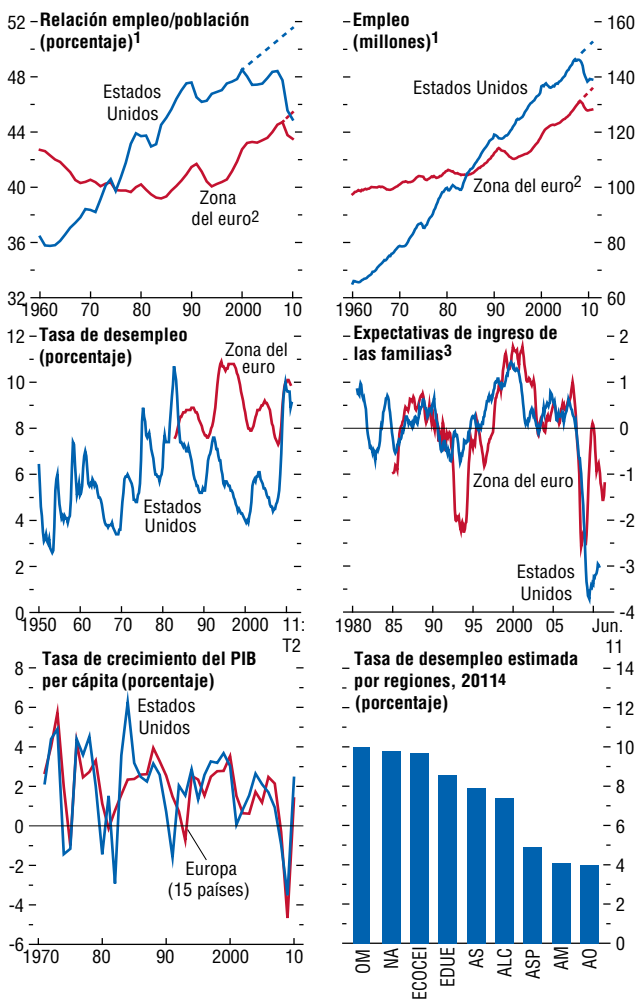 Relación empleo/población
(porcentaje)1
52
48
44
40
36
32
Estados
Unidos
Zona
del euro2
1960 70 80 90 2000 10
Empleo
(millones)1
160
140
120
100
80
60
Estados Unidos
Zona del euro2
1960 70 80 90 2000 10
Tasa de desempleo
(porcentaje)
12
10
8
6
4
2
0
Zona del
euro
Estados
Unidos
1950 60 70 80 90 2000 11:
T2
Expectativas de ingreso de
las familias3
2
1
0
-1
-2
-3
-4
Zona del euro
Estados
Unidos
1980 85 90 95 2000 05 Jun.
11
Tasa de crecimiento del PIB
per cápita (porcentaje)
8
6
4
2
0
-2
-4
-6
Estados
Unidos
Europa
(15 países)
1970 80 90 2000 10
Tasa de desempleo estimada
por regiones, 20114
(porcentaje)
14
12
10
8
6
4
2
0
OM NA ECOCEI EDUE AS ALC ASP AM AO